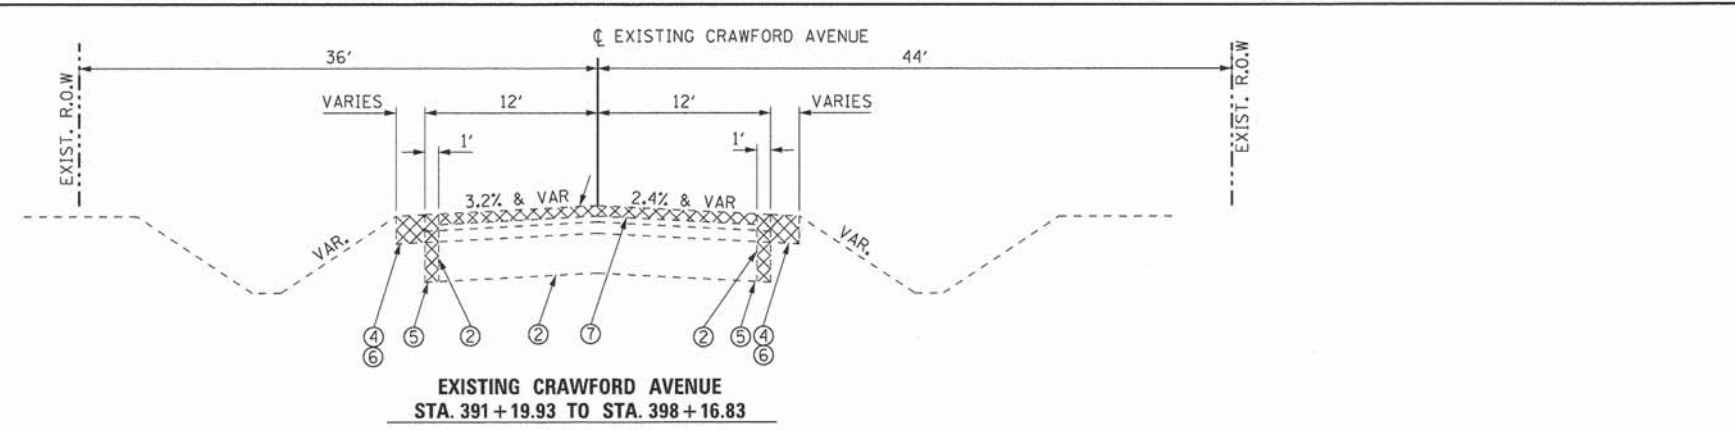 ℄ EXISTING CRAWFORD AVENUE
36' 44'
EXIST. R.O.W
EXIST. R.O.W
VARIES 12' 12' VARIES
1' 1'
3.2% & VAR 2.4% & VAR
VAR. VAR.
④ ⑤ ② ② ⑦ ② ⑤ ④
⑥ ⑥
EXISTING CRAWFORD AVENUE
STA. 391+19.93 TO STA. 398+16.83